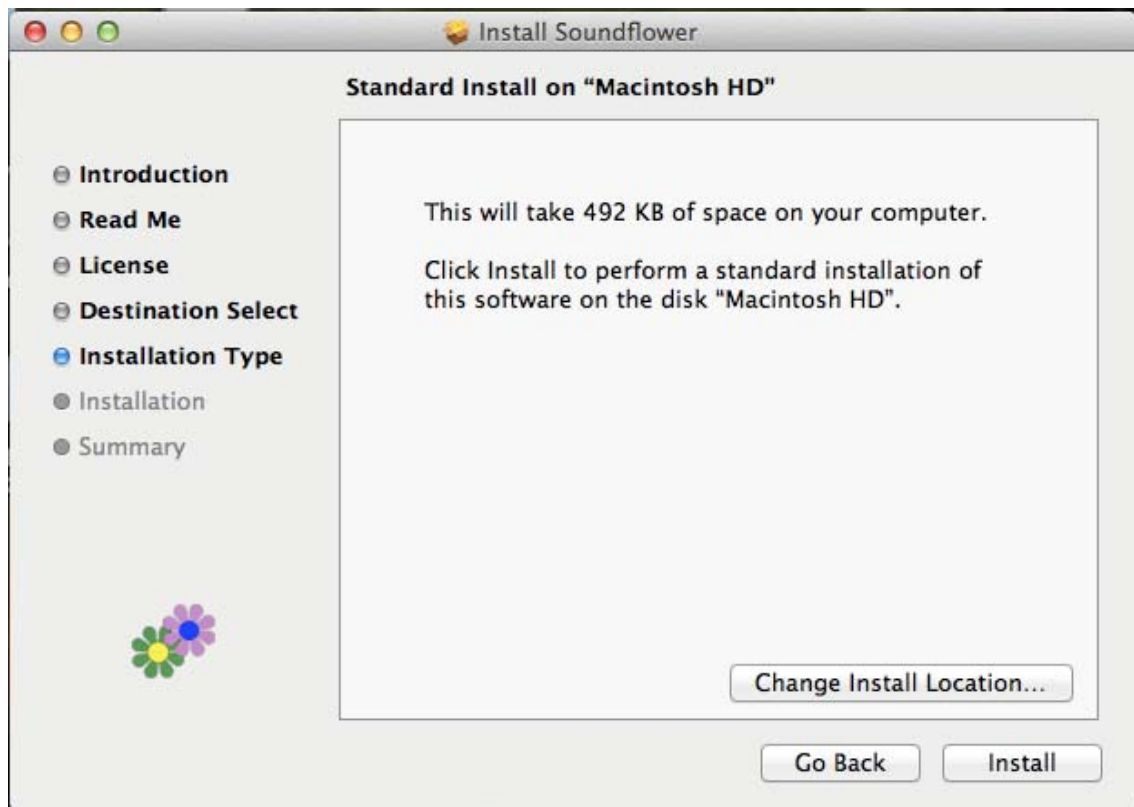 Install Soundflower
Standard Install on “Macintosh HD"
Introduction
Read Me
License
Destination Select
Installation Type
Installation
Summary
This will take 492 KB of space on your computer.
Click Install to perform a standard installation of
this software on the disk “Macintosh HD”.
Change Install Location...
Go Back
Install